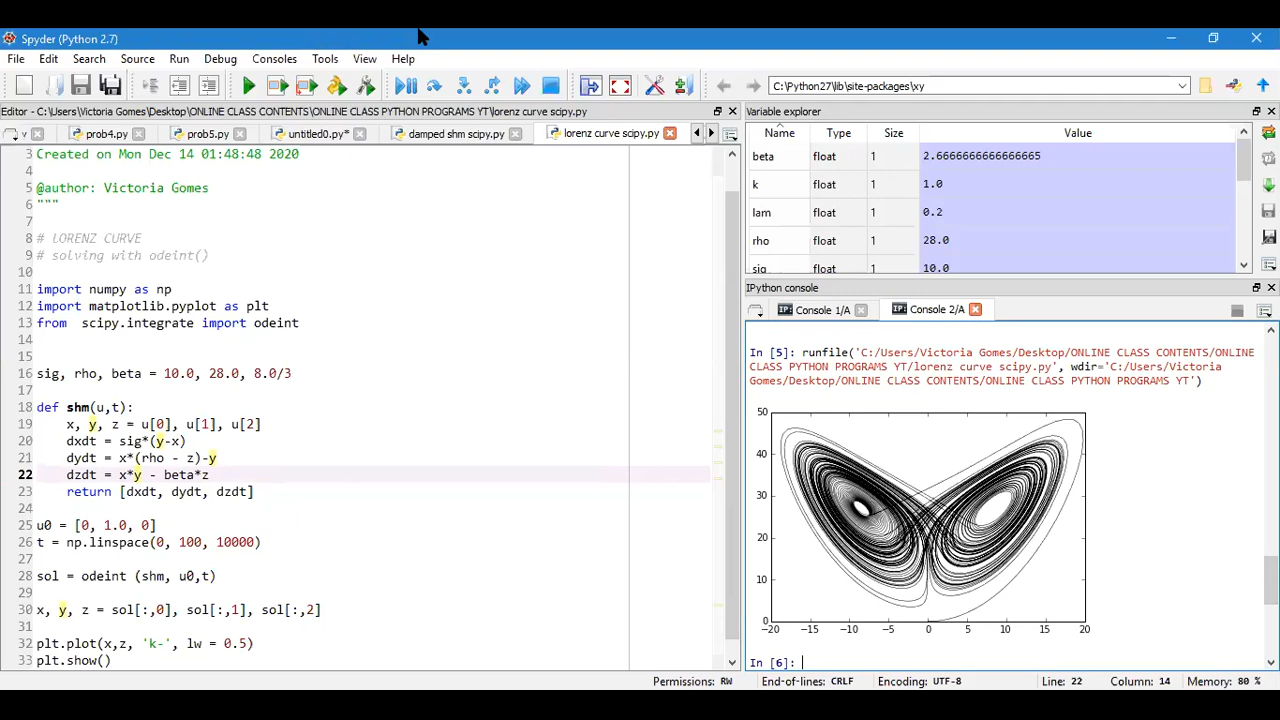 Spyder (Python 2.7)
File Edit Search Source Run Debug Consoles Tools View Help
C:\Python27\lib\site-packages\xy
Editor - C:\Users\Victoria Gomes\Desktop\ONLINE CLASS CONTENTS\ONLINE CLASS PYTHON PROGRAMS YT\lorenz curve scipy.py
v prob4.py prob5.py untitled0.py* damped shm scipy.py lorenz curve scipy.py
3 Created on Mon Dec 14 01:48:48 2020
4
5 @author: Victoria Gomes
6 """
7
8 # lORENZ CURVE
9 # solving with odeint()
10
11 import numpy as np
12 import matplotlib.pyplot as plt
13 from  scipy.integrate import odeint
14
15
16 sig, rho, beta = 10.0, 28.0, 8.0/3
17
18 def shm(u,t):
19     x, y, z = u[0], u[1], u[2]
20     dxdt = sig*(y-x)
21     dydt = x*(rho - z)-y
22     dzdt = x*y - beta*z
23     return [dxdt, dydt, dzdt]
24
25 u0 = [0, 1.0, 0]
26 t = np.linspace(0, 100, 10000)
27
28 sol = odeint (shm, u0,t)
29
30 x, y, z = sol[:,0], sol[:,1], sol[:,2]
31
32 plt.plot(x,z, 'k-', lw = 0.5)
33 plt.show()
Variable explorer
Name Type Size Value
beta float 1 2.6666666666666665
k float 1 1.0
lam float 1 0.2
rho float 1 28.0
sig float 1 10.0
IPython console
IP: Console 1/A IP: Console 2/A
In [5]: runfile('C:/Users/Victoria Gomes/Desktop/ONLINE CLASS CONTENTS/ONLINE
CLASS PYTHON PROGRAMS YT/lorenz curve scipy.py', wdir='C:/Users/Victoria
Gomes/Desktop/ONLINE CLASS CONTENTS/ONLINE CLASS PYTHON PROGRAMS YT')
50
40
30
20
10
0
−20 −15 −10 −5 0 5 10 15 20
In [6]:
Permissions: RW End-of-lines: CRLF Encoding: UTF-8 Line: 22 Column: 14 Memory: 80 %